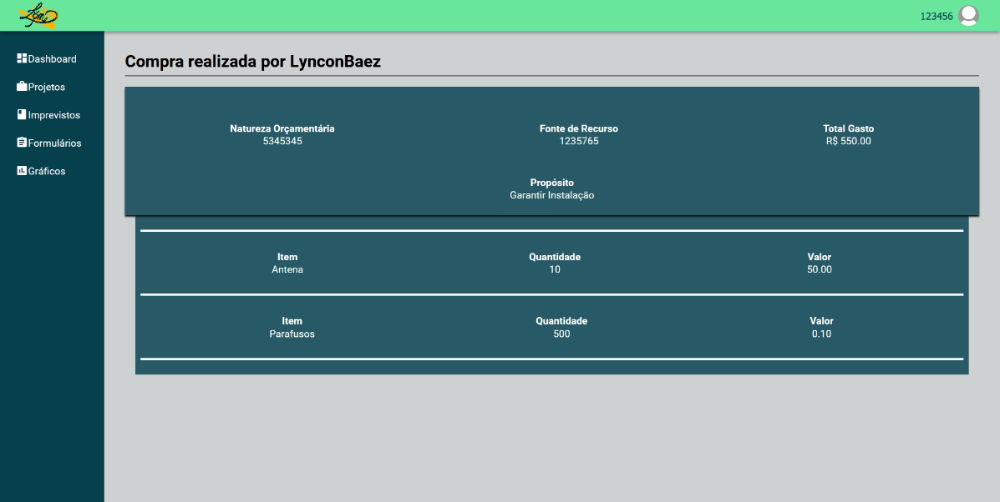 123456
Dashboard
Projetos
Imprevistos
Formulários
Gráficos
Compra realizada por LynconBaez
Natureza Orçamentária
5345345
Fonte de Recurso
1235765
Total Gasto
R$ 550.00
Propósito
Garantir Instalação
Item
Antena
Quantidade
10
Valor
50.00
Item
Parafusos
Quantidade
500
Valor
0.10